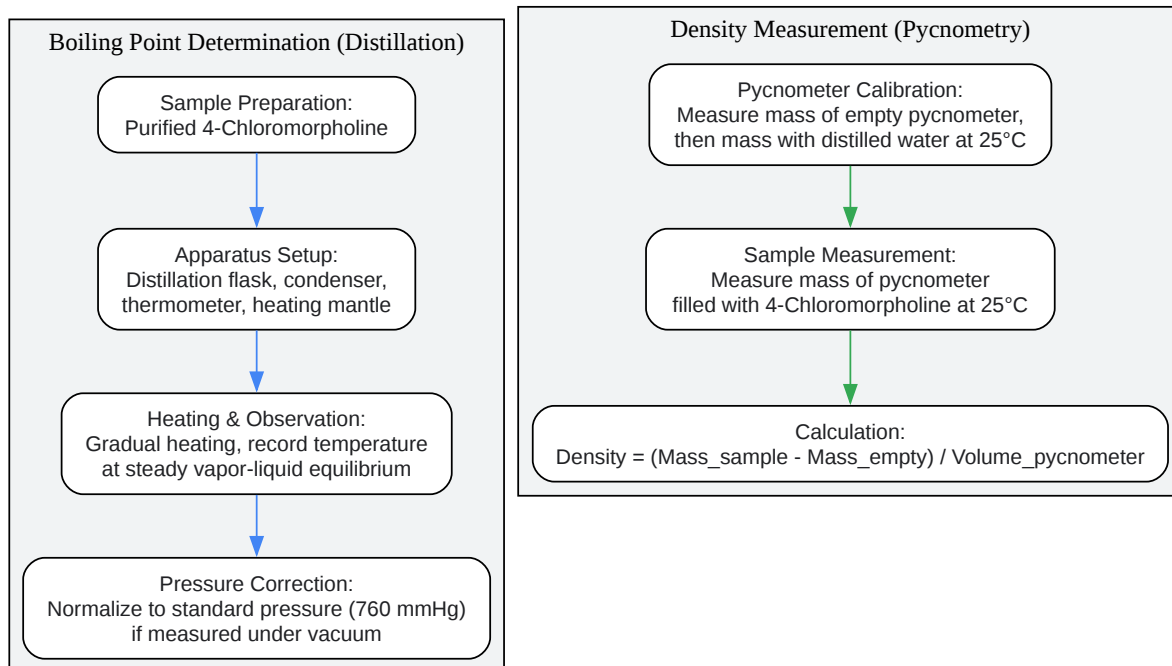 Boiling Point Determination (Distillation)
Sample Preparation:
Purified 4-Chloromorpholine
Apparatus Setup:
Distillation flask, condenser,
thermometer, heating mantle
Heating & Observation:
Gradual heating, record temperature
at steady vapor-liquid equilibrium
Pressure Correction:
Normalize to standard pressure (760 mmHg)
if measured under vacuum
Density Measurement (Pycnometry)
Pycnometer Calibration:
Measure mass of empty pycnometer,
then mass with distilled water at 25°C
Sample Measurement:
Measure mass of pycnometer
filled with 4-Chloromorpholine at 25°C
Calculation:
Density = (Mass_sample - Mass_empty) / Volume_pycnometer